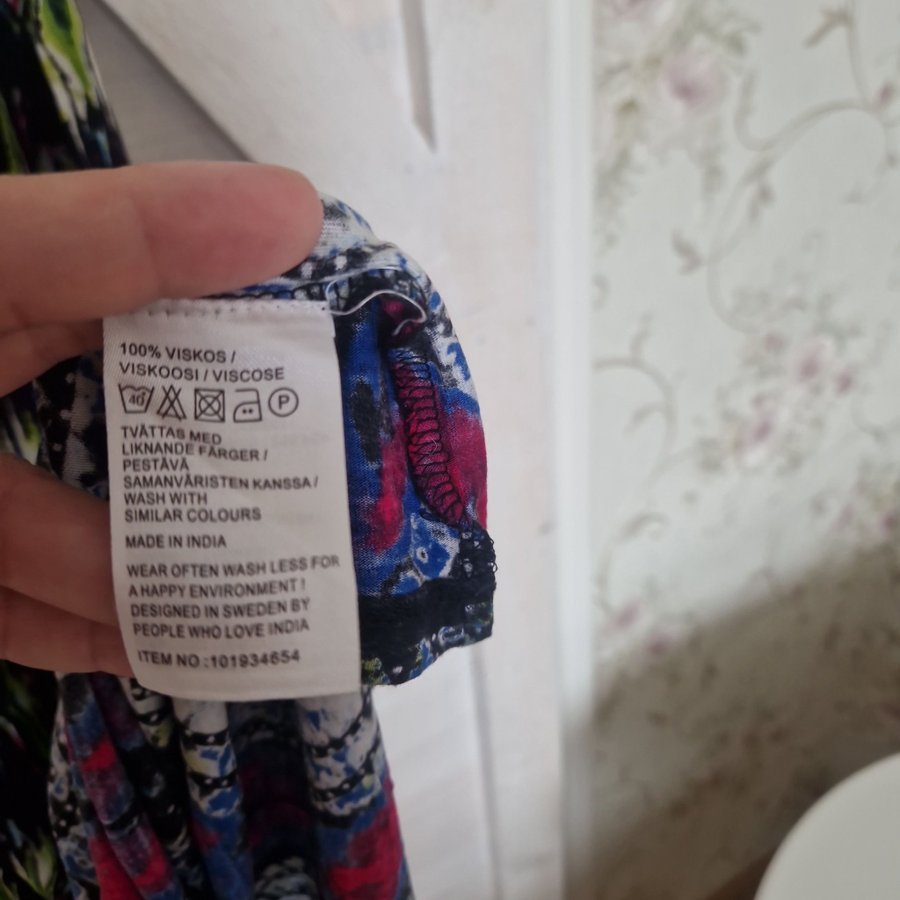 100% VISKOS /
VISKOOSI / VISCOSE
40 P
TVÄTTAS MED
LIKNANDE FÄRGER /
PESTÄVÄ
SAMANVÄRISTEN KANSSA /
WASH WITH
SIMILAR COLOURS
MADE IN INDIA
WEAR OFTEN WASH LESS FOR
A HAPPY ENVIRONMENT !
DESIGNED IN SWEDEN BY
PEOPLE WHO LOVE INDIA
ITEM NO :101934654